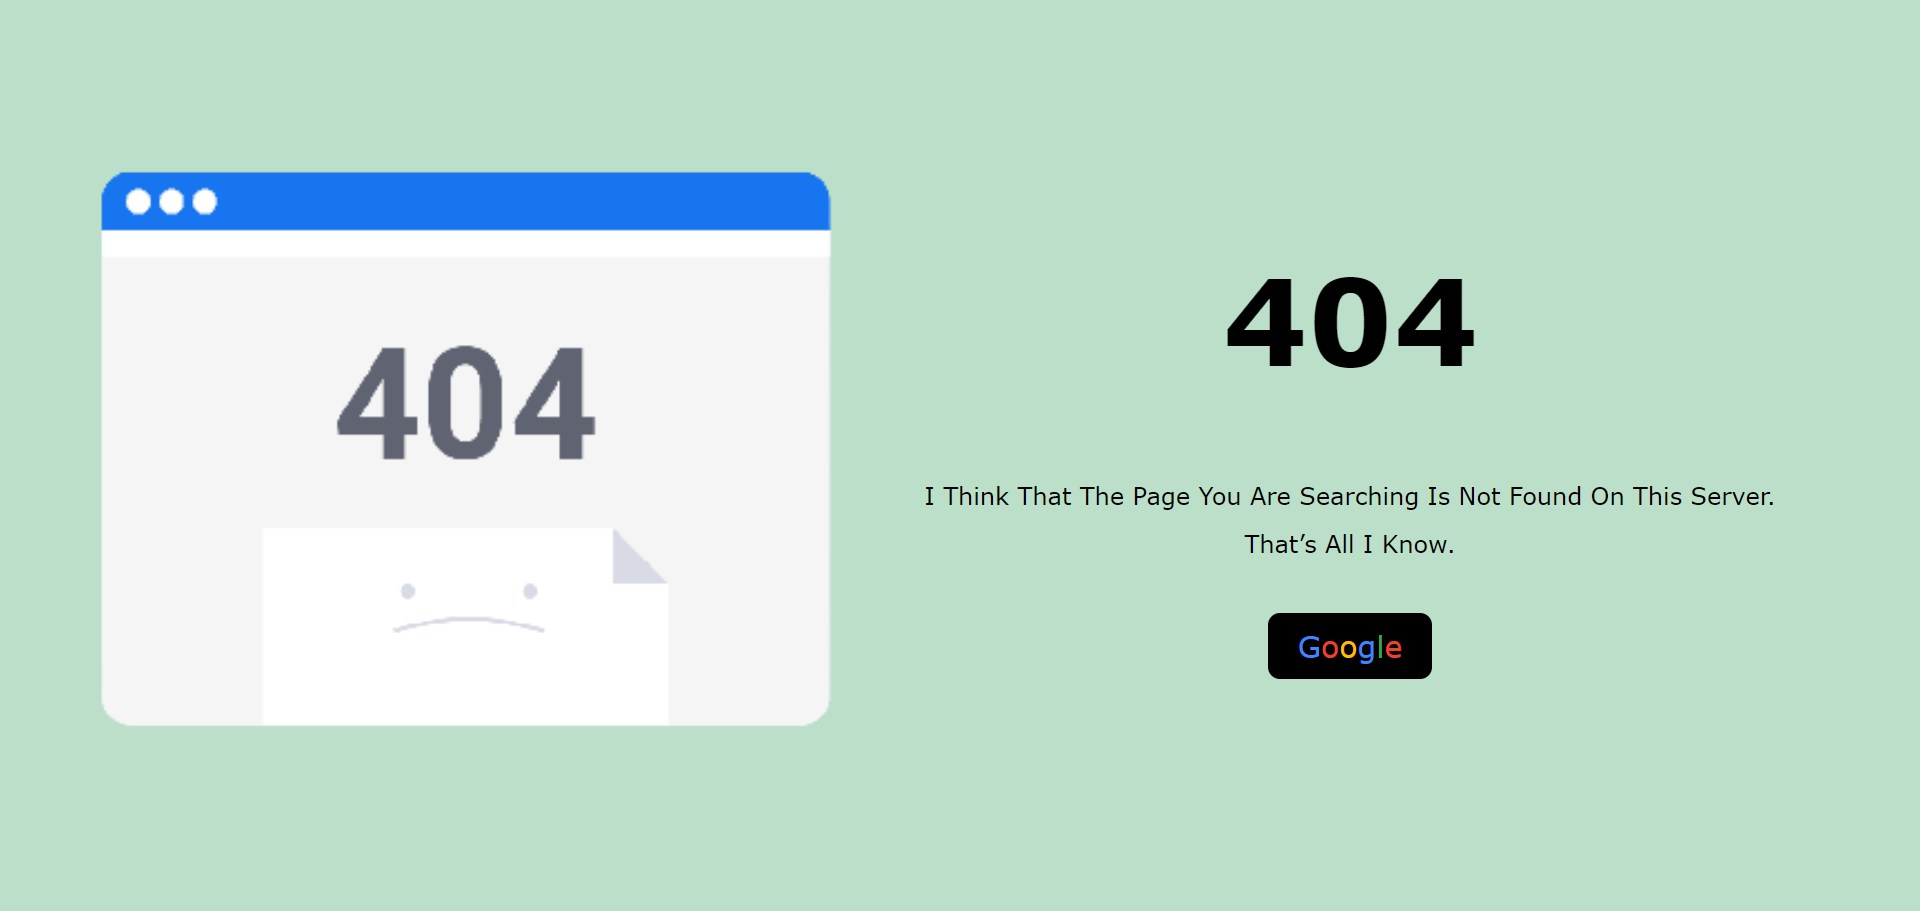 404
404
I Think That The Page You Are Searching Is Not Found On This Server.
That’s All I Know.
Google